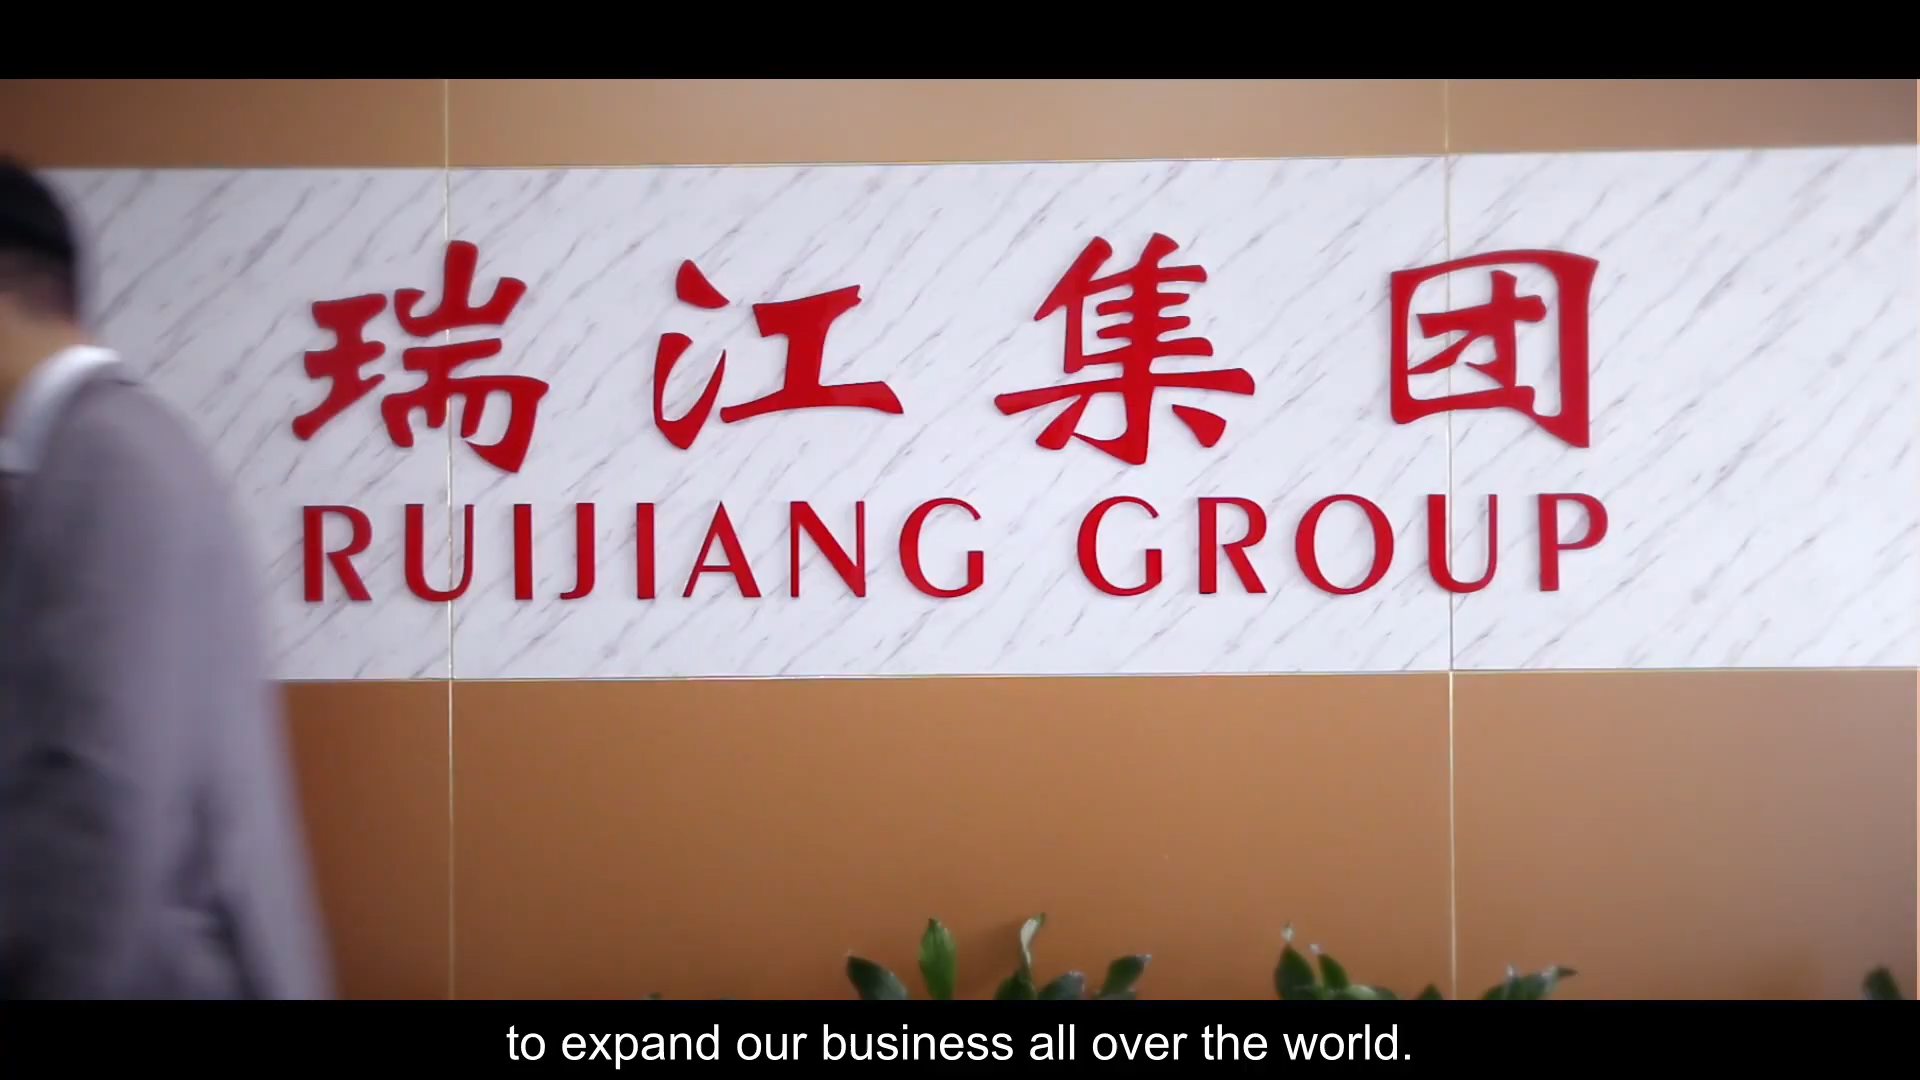 瑞江集团
RUIJIANG GROUP
to expand our business all over the world.